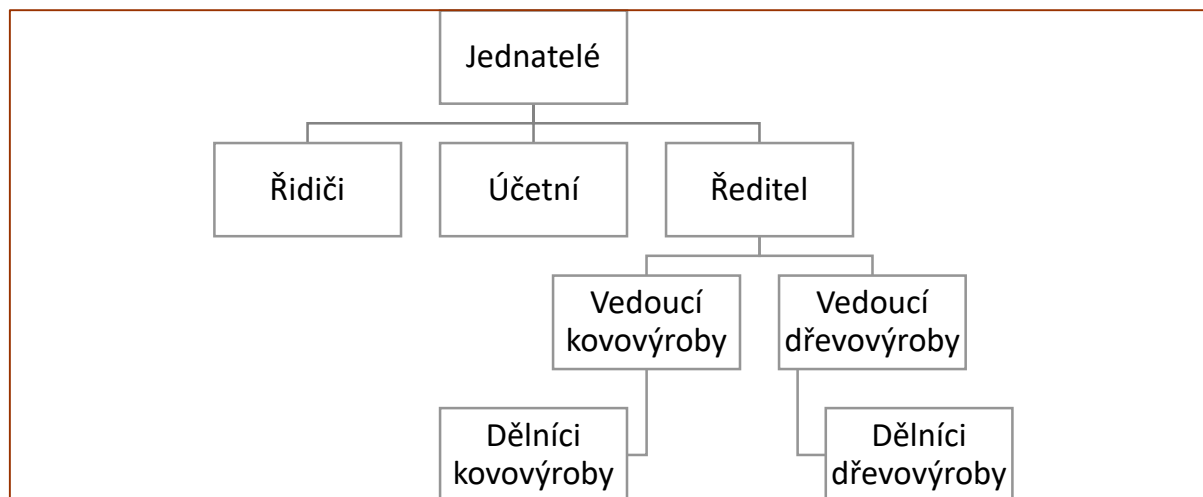 Jednatelé
Řidiči
Účetní
Ředitel
Vedoucí
kovovýroby
Vedoucí
dřevovýroby
Dělníci
kovovýroby
Dělníci
dřevovýroby